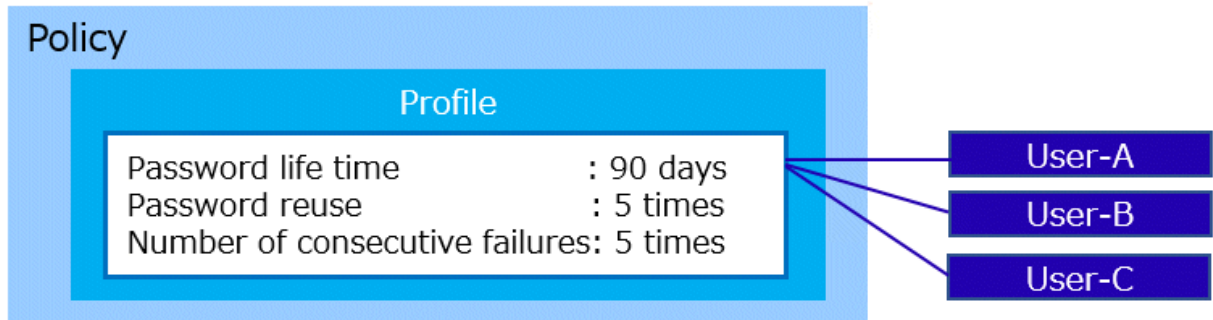 Policy
Profile
Password life time : 90 days
Password reuse : 5 times
Number of consecutive failures: 5 times
User-A
User-B
User-C